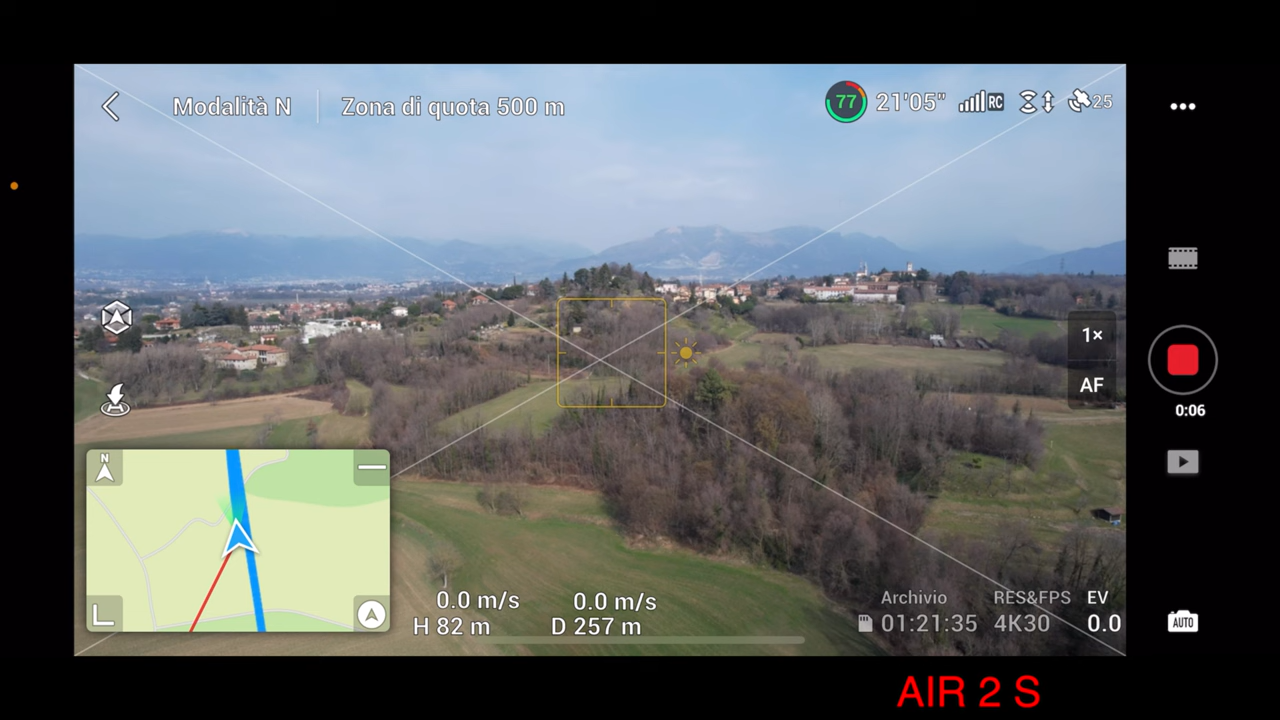 Modalità N
Zona di quota 500 m
77
21'05"
RC
25
1×
AF
0:06
N
0.0 m/s
0.0 m/s
H 82 m
D 257 m
Archivio
RES&FPS
EV
01:21:35
4K30
0.0
AUTO
AIR 2 S